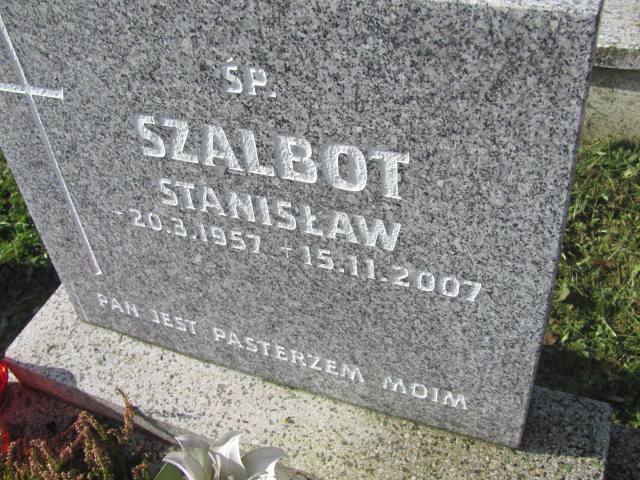 ŚP.
SZALBOT
STANISŁAW
- 20.3.1957 + 15.11.2007
PAN JEST PASTERZEM MOIM